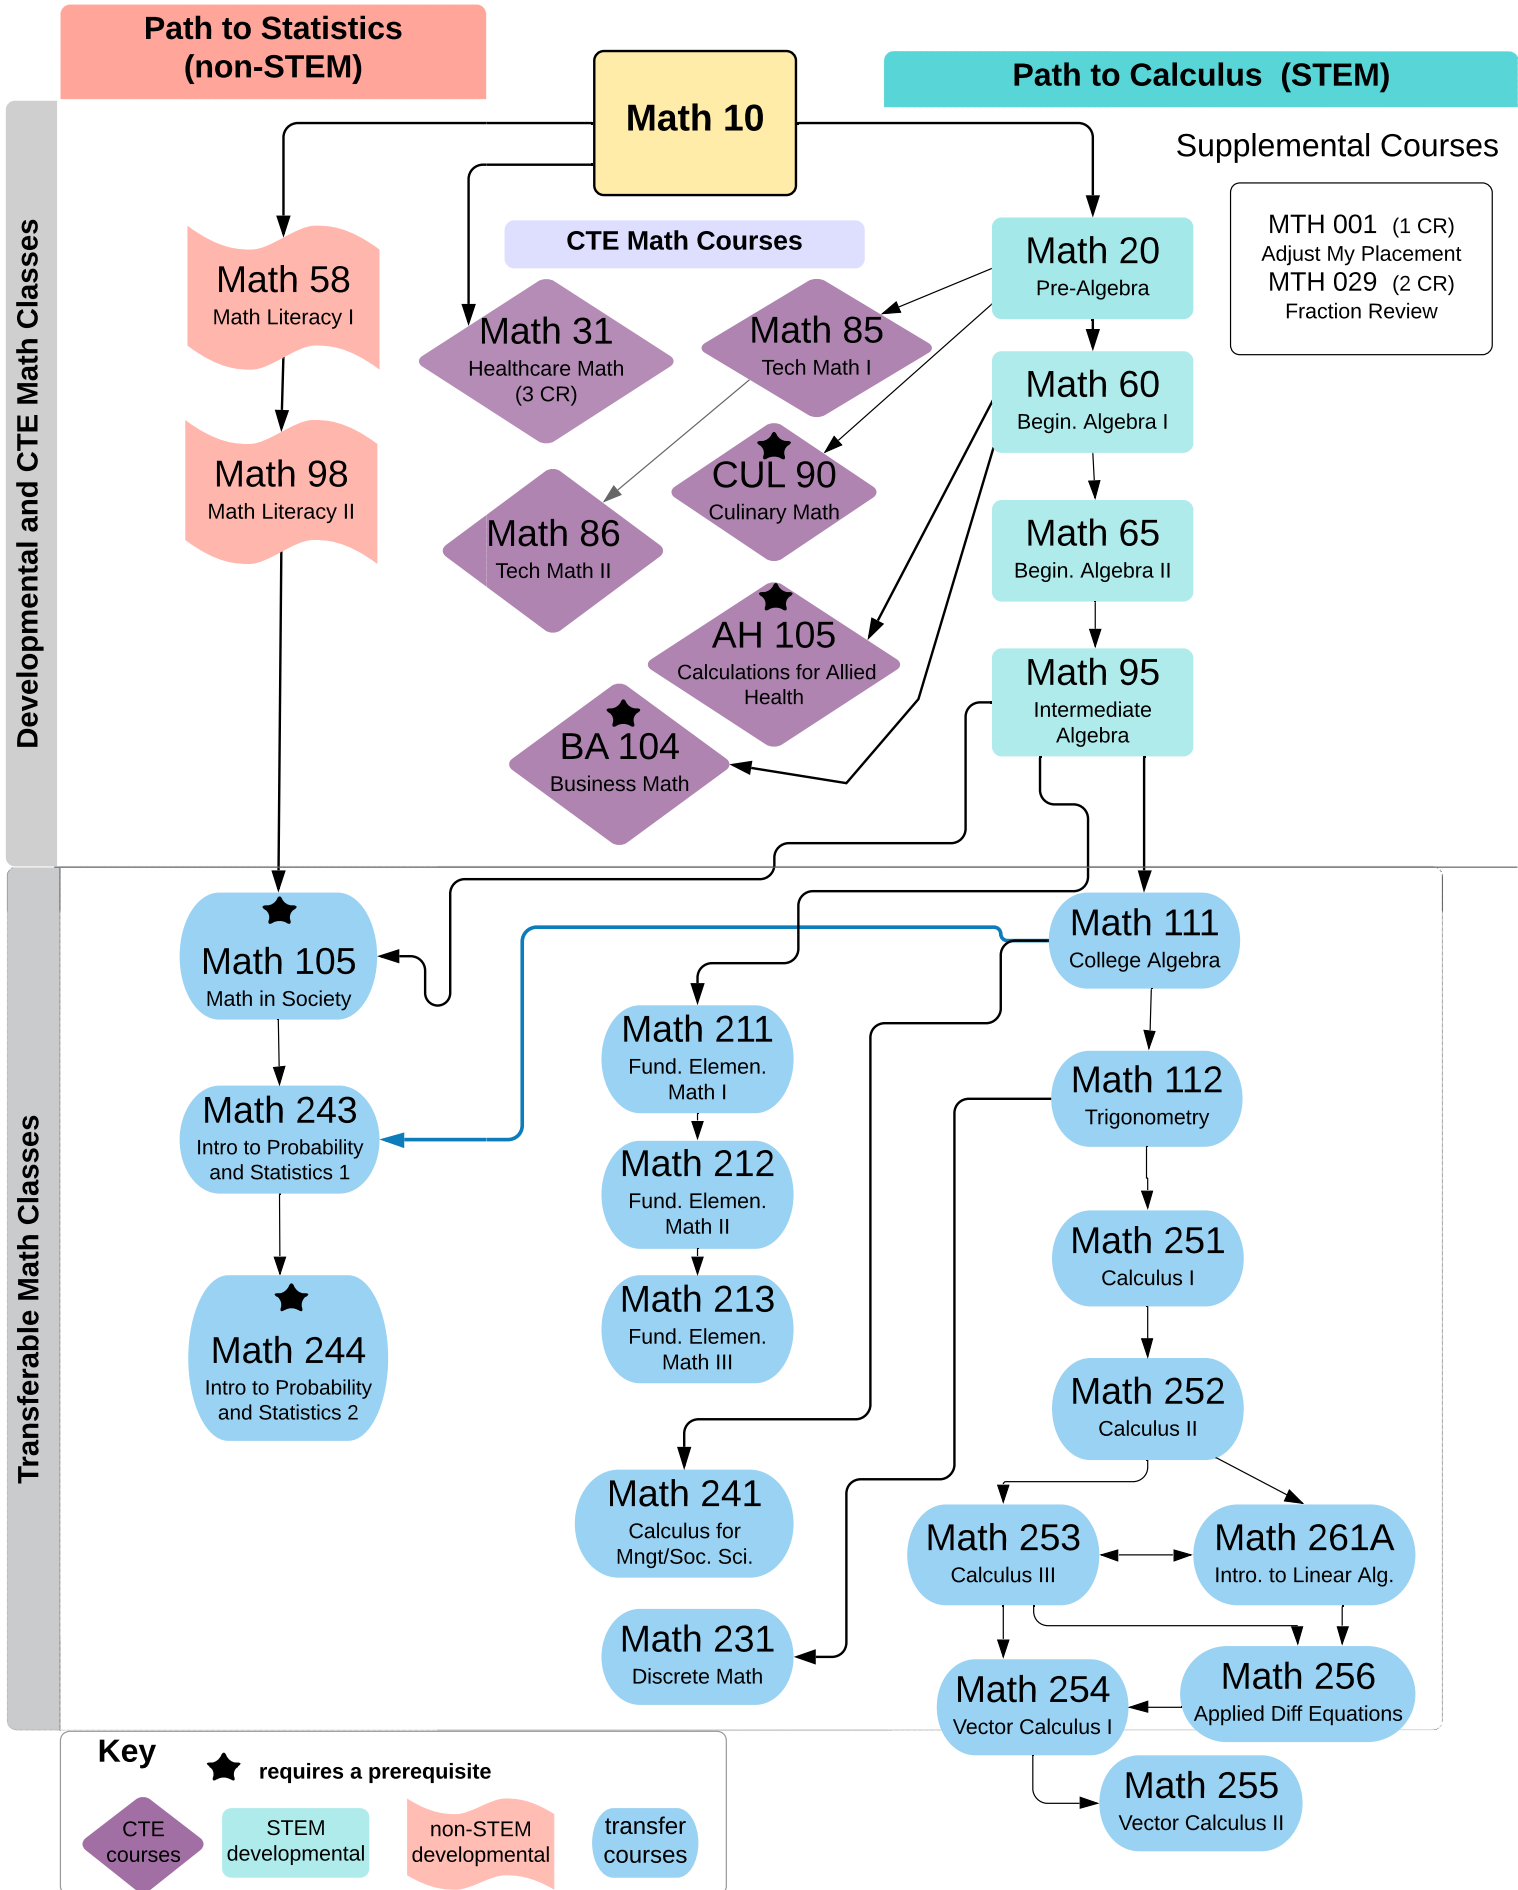 Path to Statistics
(non-STEM)
Math 10
Path to Calculus (STEM)
Supplemental Courses
MTH 001 (1 CR)
Adjust My Placement
MTH 029 (2 CR)
Fraction Review
Developmental and CTE Math Classes
CTE Math Courses
Math 58
Math Literacy I
Math 98
Math Literacy II
Math 31
Healthcare Math
(3 CR)
Math 85
Tech Math I
Math 86
Tech Math II
CUL 90
Culinary Math
AH 105
Calculations for Allied
Health
BA 104
Business Math
Math 20
Pre-Algebra
Math 60
Begin. Algebra I
Math 65
Begin. Algebra II
Math 95
Intermediate
Algebra
Transferable Math Classes
Math 105
Math in Society
Math 243
Intro to Probability
and Statistics 1
Math 244
Intro to Probability
and Statistics 2
Math 211
Fund. Elemen.
Math I
Math 212
Fund. Elemen.
Math II
Math 213
Fund. Elemen.
Math III
Math 241
Calculus for
Mngt/Soc. Sci.
Math 231
Discrete Math
Math 111
College Algebra
Math 112
Trigonometry
Math 251
Calculus I
Math 252
Calculus II
Math 253
Calculus III
Math 261A
Intro. to Linear Alg.
Math 254
Vector Calculus I
Math 256
Applied Diff Equations
Math 255
Vector Calculus II
Key
requires a prerequisite
CTE
courses
STEM
developmental
non-STEM
developmental
transfer
courses